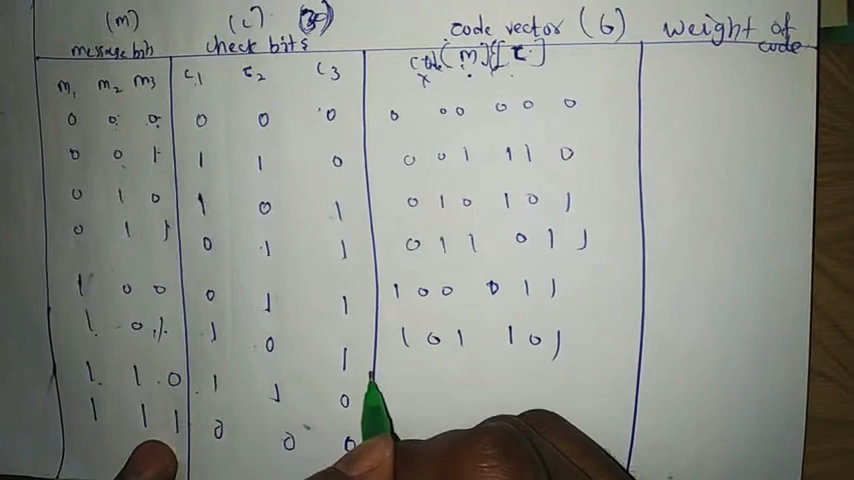 (m) (c) code vector (G) weight of code
message bit check bits code [m][c]
m1 m2 m3 c1 c2 c3
0 0 0 0 0 0 0 0 0 0 0 0
0 0 1 1 1 0 0 0 1 1 1 0
0 1 0 1 0 1 0 1 0 1 0 1
0 1 1 0 1 1 0 1 1 0 1 1
1 0 0 0 1 1 1 0 0 0 1 1
1 0 1 1 0 1 1 0 1 1 0 1
1 1 0 1 1 0
1 1 1 0 0 0